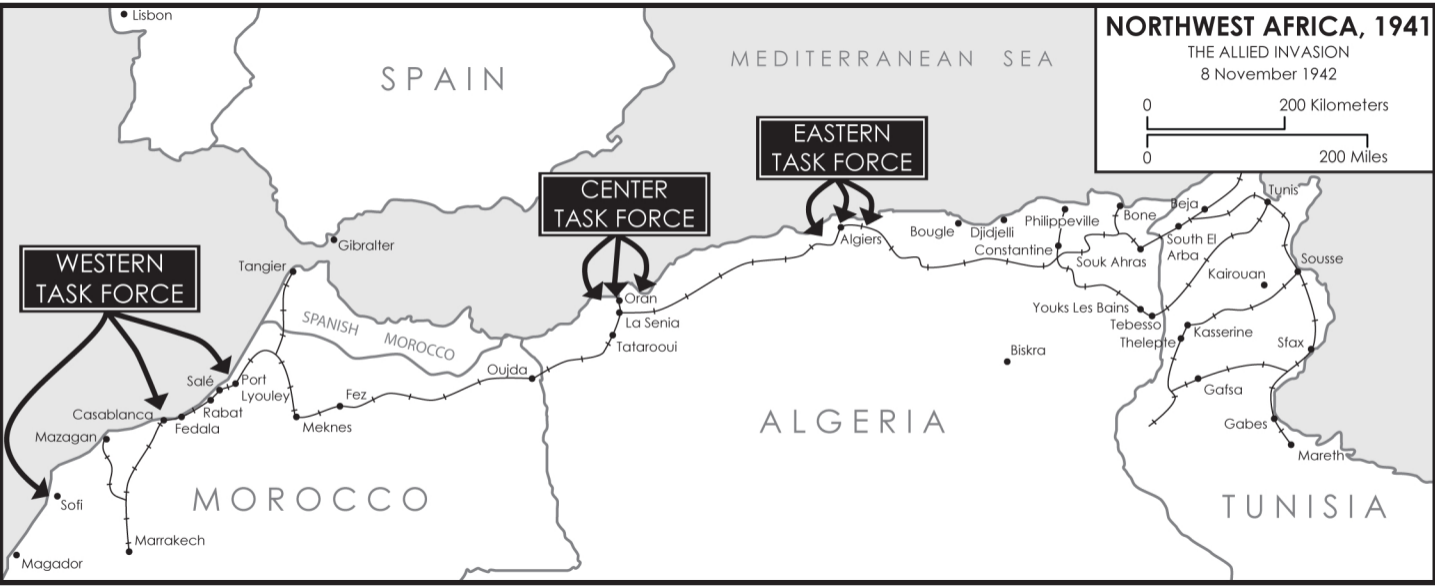 Lisbon
SPAIN
MEDITERRANEAN SEA
NORTHWEST AFRICA, 1941
THE ALLIED INVASION
8 November 1942
0
200 Kilometers
0
200 Miles
EASTERN
TASK FORCE
CENTER
TASK FORCE
WESTERN
TASK FORCE
Gibralter
Tangier
SPANISH MOROCCO
Salé
Port
Lyouley
Rabat
Casablanca
Fedala
Mazagan
Sofi
Magador
Marrakech
Meknes
Fez
Oujda
MOROCCO
Oran
La Senia
Tatarooui
Algiers
Bougle
Djidjelli
Philippeville
Constantine
Bone
Souk Ahras
Beja
South El
Arba
Tunis
Youks Les Bains
Tebesso
Thelepte
Kasserine
Kairouan
Sousse
Sfax
Gafsa
Gabes
Mareth
Biskra
ALGERIA
TUNISIA